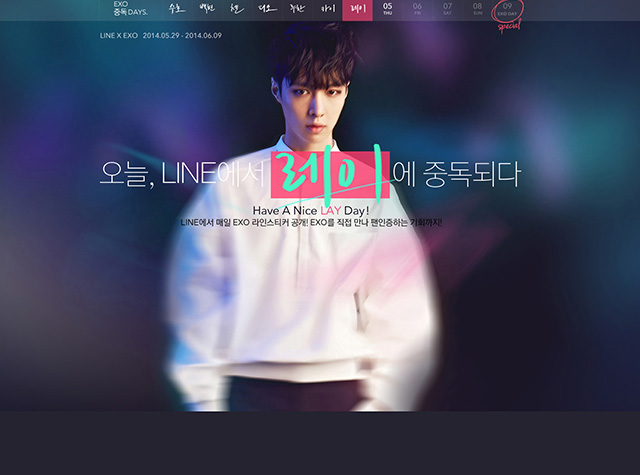 EXO
중독 DAYS.
수호 백현 첸 디오 루한 타오 레이 05 06 07 08 09
THU FRI SAT SUN EXO DAY
special
LINE X EXO 2014.05.29 - 2014.06.09
오늘, LINE에서 레이에 중독되다
Have A Nice LAY Day!
LINE에서 매일 EXO 라인스티커 공개! EXO를 직접 만나 팬인증하는 기회까지!